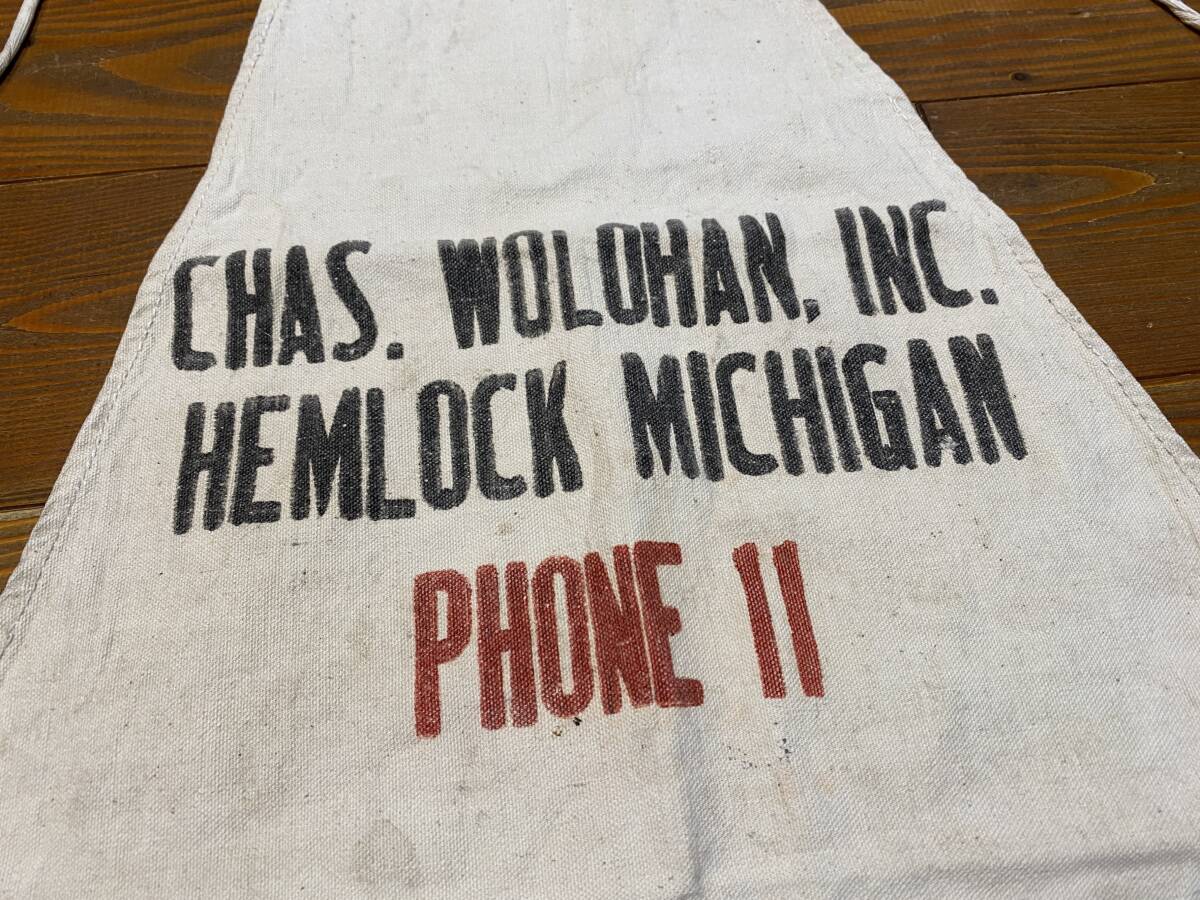 CHAS. WOLOHAN, INC.
HEMLOCK MICHIGAN
PHONE 11